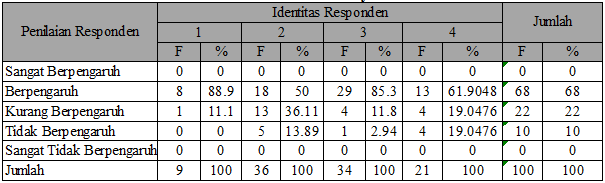 Penilaian Responden Identitas Responden Jumlah
1 2 3 4
F % F % F % F % F %
Sangat Berpengaruh 0 0 0 0 0 0 0 0 0 0
Berpengaruh 8 88.9 18 50 29 85.3 13 61.9048 68 68
Kurang Berpengaruh 1 11.1 13 36.11 4 11.8 4 19.0476 22 22
Tidak Berpengaruh 0 0 5 13.89 1 2.94 4 19.0476 10 10
Sangat Tidak Berpengaruh 0 0 0 0 0 0 0 0 0 0
Jumlah 9 100 36 100 34 100 21 100 100 100